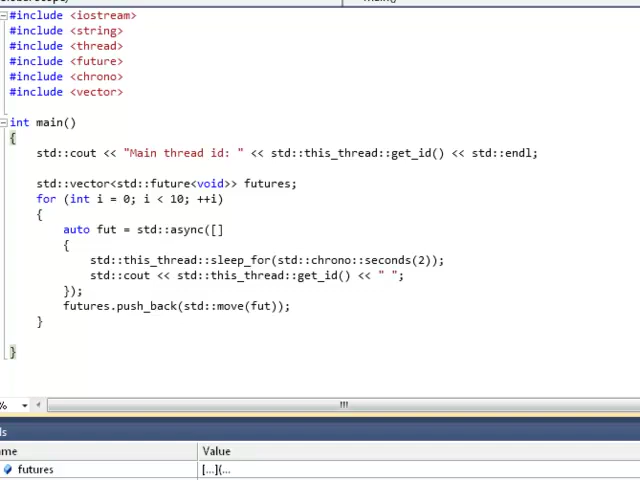 main()
#include <iostream>
#include <string>
#include <thread>
#include <future>
#include <chrono>
#include <vector>
int main()
{
std::cout << "Main thread id: " << std::this_thread::get_id() << std::endl;
std::vector<std::future<void>> futures;
for (int i = 0; i < 10; ++i)
{
auto fut = std::async([]
{
std::this_thread::sleep_for(std::chrono::seconds(2));
std::cout << std::this_thread::get_id() << " ";
});
futures.push_back(std::move(fut));
}
}
%
Value
futures [...](...